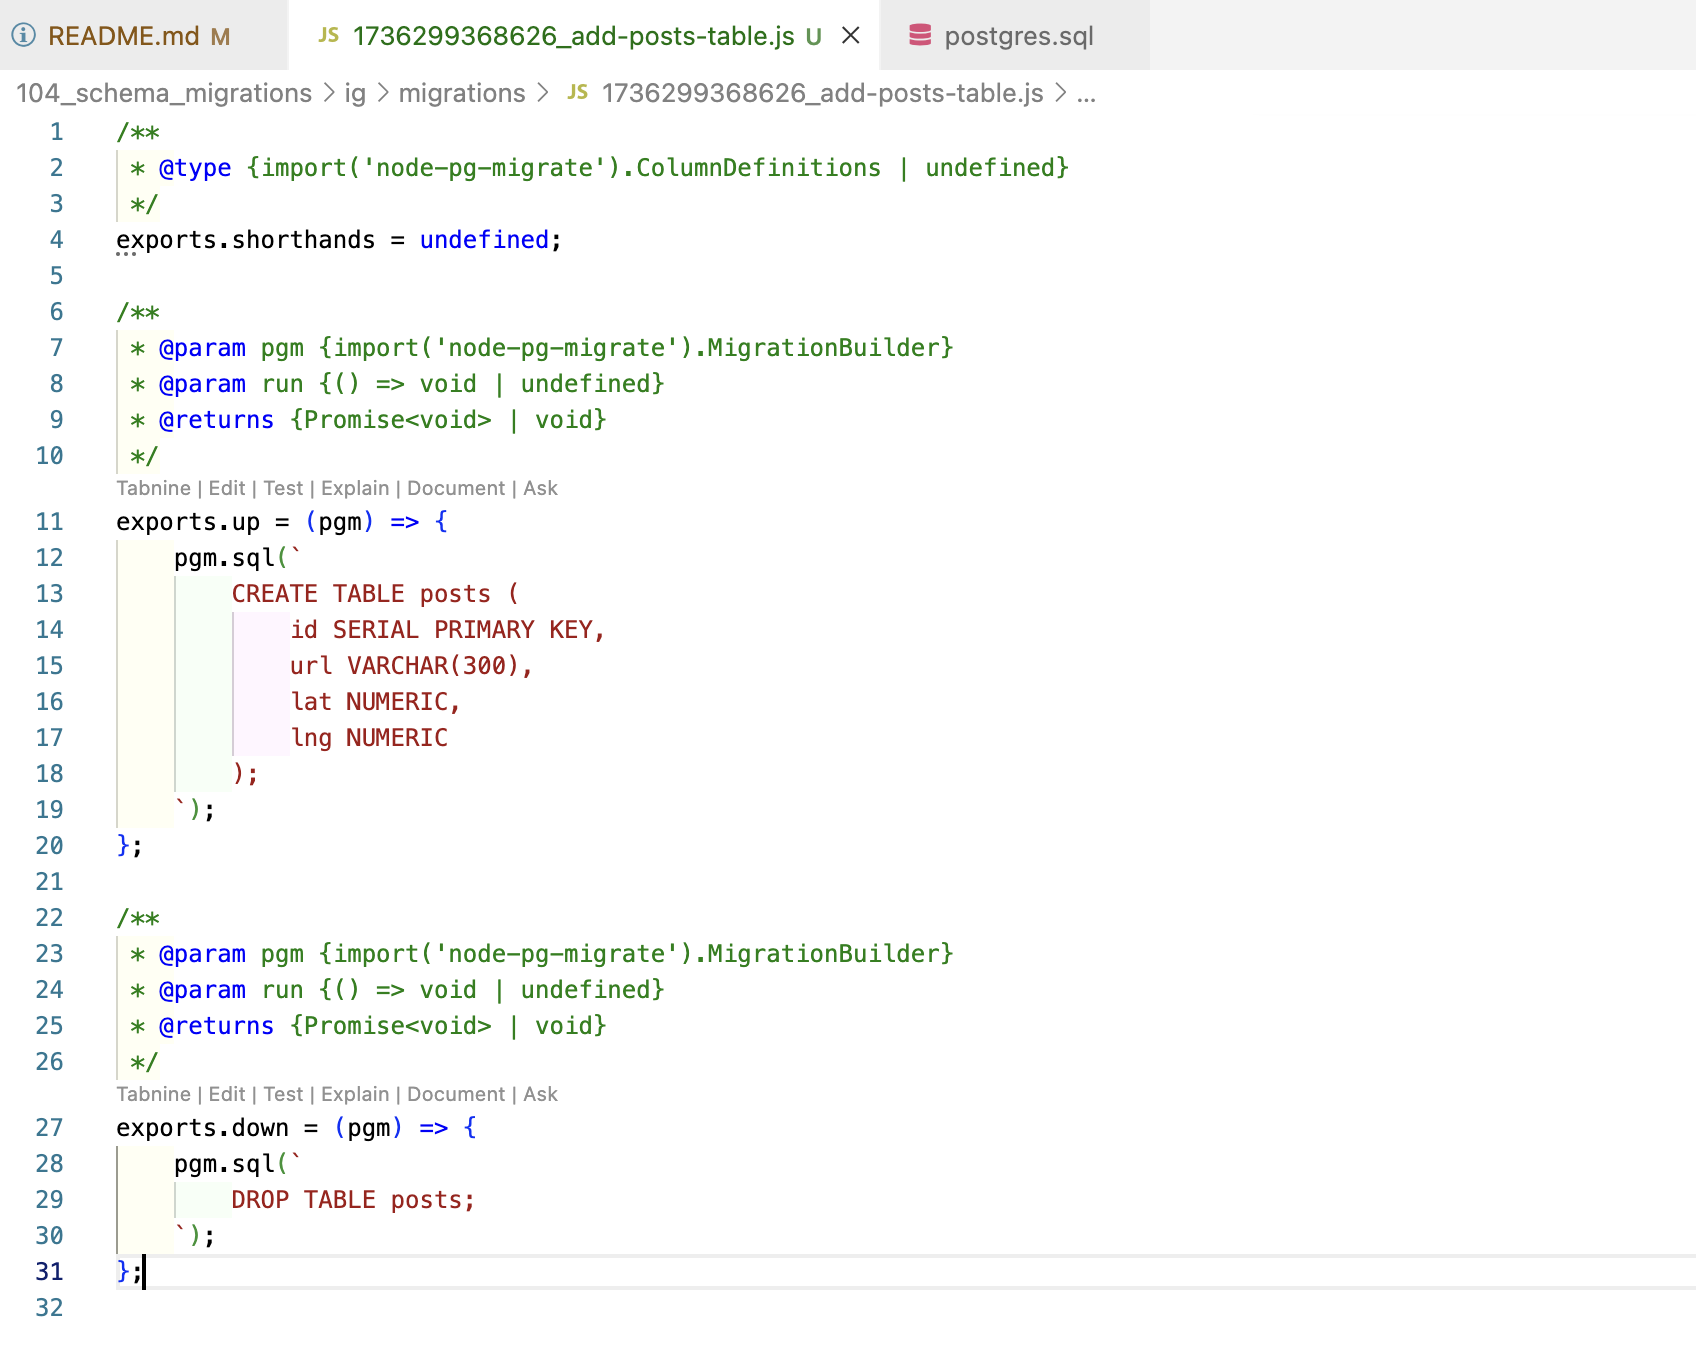 README.md M
JS 1736299368626_add-posts-table.js U
postgres.sql
104_schema_migrations > ig > migrations > JS 1736299368626_add-posts-table.js > ...
1 /**
2  * @type {import('node-pg-migrate').ColumnDefinitions | undefined}
3  */
4 exports.shorthands = undefined;
5
6 /**
7  * @param pgm {import('node-pg-migrate').MigrationBuilder}
8  * @param run {() => void | undefined}
9  * @returns {Promise<void> | void}
10  */
Tabnine | Edit | Test | Explain | Document | Ask
11 exports.up = (pgm) => {
12     pgm.sql(`
13         CREATE TABLE posts (
14             id SERIAL PRIMARY KEY,
15             url VARCHAR(300),
16             lat NUMERIC,
17             lng NUMERIC
18         );
19     `);
20 };
21
22 /**
23  * @param pgm {import('node-pg-migrate').MigrationBuilder}
24  * @param run {() => void | undefined}
25  * @returns {Promise<void> | void}
26  */
Tabnine | Edit | Test | Explain | Document | Ask
27 exports.down = (pgm) => {
28     pgm.sql(`
29         DROP TABLE posts;
30     `);
31 };
32